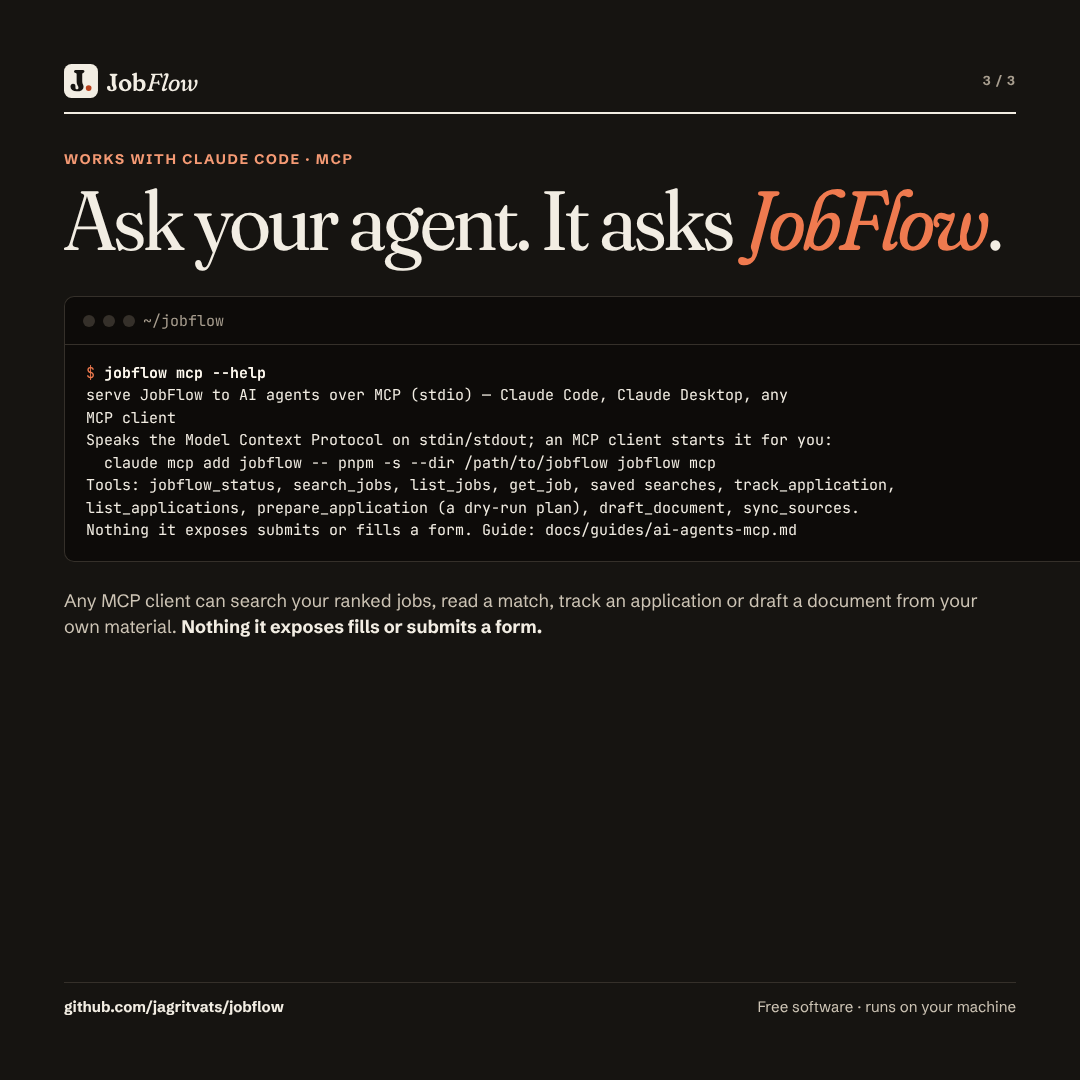 J. JobFlow
3 / 3
WORKS WITH CLAUDE CODE · MCP
Ask your agent. It asks JobFlow.
~/jobflow
$ jobflow mcp --help
serve JobFlow to AI agents over MCP (stdio) — Claude Code, Claude Desktop, any
MCP client
Speaks the Model Context Protocol on stdin/stdout; an MCP client starts it for you:
  claude mcp add jobflow -- pnpm -s --dir /path/to/jobflow jobflow mcp
Tools: jobflow_status, search_jobs, list_jobs, get_job, saved searches, track_application,
list_applications, prepare_application (a dry-run plan), draft_document, sync_sources.
Nothing it exposes submits or fills a form. Guide: docs/guides/ai-agents-mcp.md
Any MCP client can search your ranked jobs, read a match, track an application or draft a document from your
own material. Nothing it exposes fills or submits a form.
github.com/jagritvats/jobflow
Free software · runs on your machine